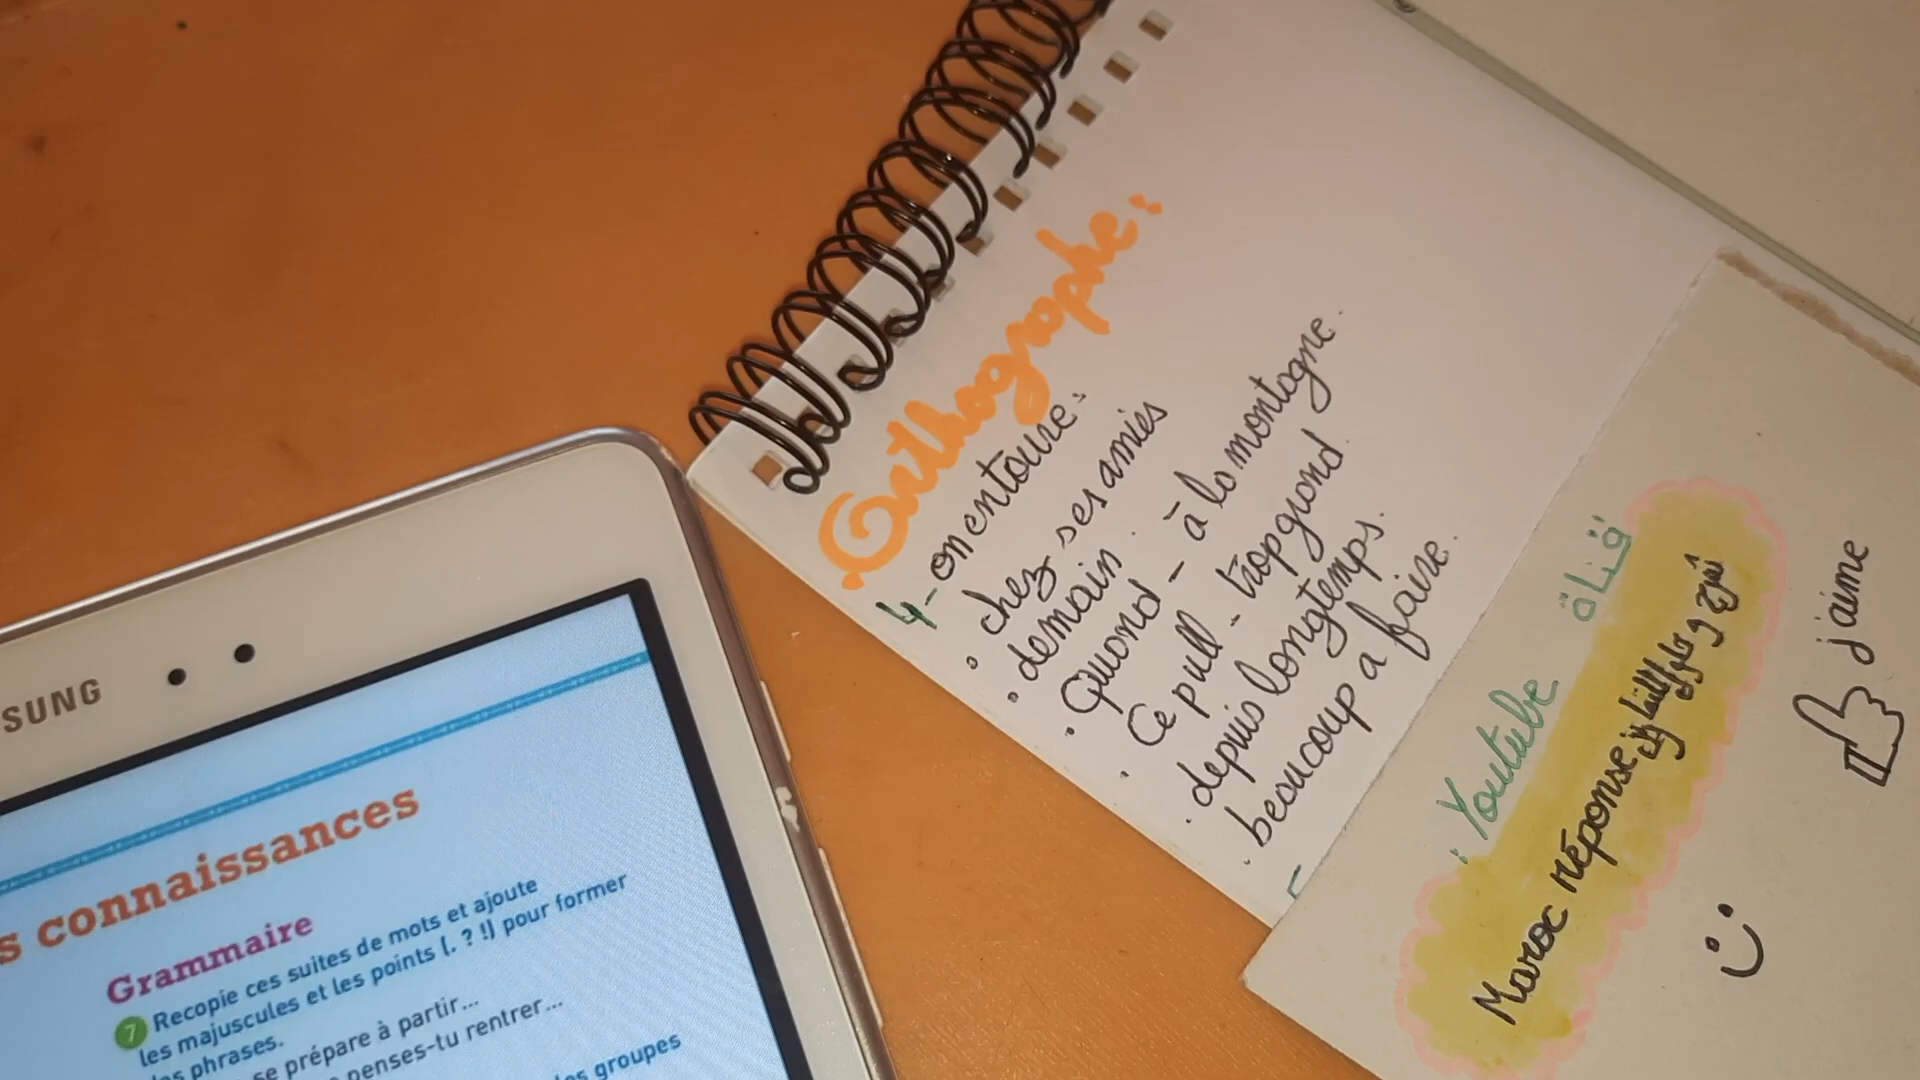 SUNG
s connaissances
Grammaire
7 Recopie ces suites de mots et ajoute
les majuscules et les points (. ? !) pour former
les phrases.
se prépare à partir...
penses-tu rentrer...
es groupes
Orthographe:
4- on entoure:
• chez ses amies
• demain.
• Quand - à la montagne.
• Ce pull - trop grand.
• depuis longtemps.
• beaucoup a faire.
قناة Youtube :
Maroc réponse
j'aime